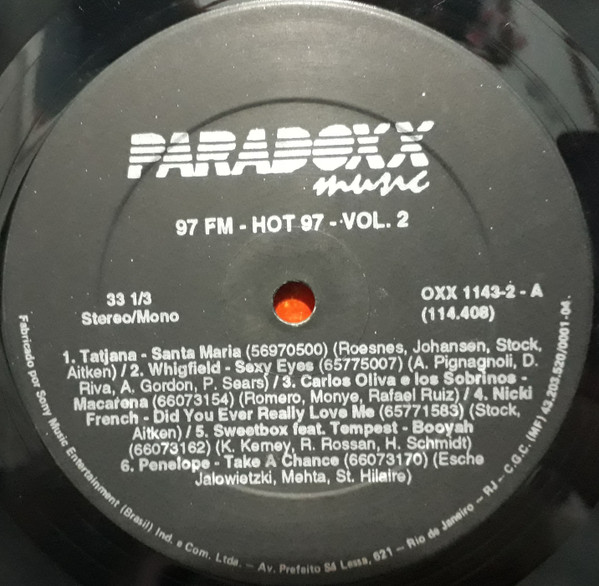 PARADOXX
music
97 FM - HOT 97 - VOL. 2
33 1/3
Stereo/Mono
OXX 1143-2 - A
(114.408)
1. Tatjana - Santa Maria (56970500) (Roesnes, Johansen, Stock,
Aitken) / 2. Whigfield - Sexy Eyes (65775007) (A. Pignagnoli, D.
Riva, A. Gordon, P. Sears) / 3. Carlos Oliva e los Sobrinos -
Macarena (66073154) (Romero, Monye, Rafael Ruiz) / 4. Nicki
French - Did You Ever Really Love Me (65771583) (Stock,
Aitken) / 5. Sweetbox feat. Tempest - Booyah
(66073162) (K. Kerney, R. Rossan, H. Schmidt)
6. Penelope - Take A Chance (66073170) (Esche
Jalowietzki, Mehta, St. Hilaire)
Fabricado por Sony Music Entertainment (Brasil) Ind. e Com. Ltda. - Av. Prefeito Sá Lessa, 621 - Rio de Janeiro - RJ - C.G.C. (MF) 43.203.520/0001-04.